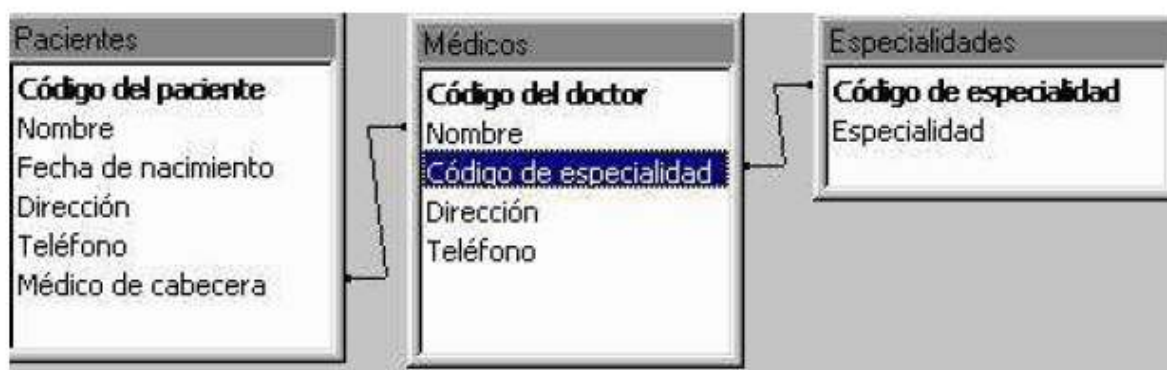 Pacientes
Código del paciente
Nombre
Fecha de nacimiento
Dirección
Teléfono
Médico de cabecera
Médicos
Código del doctor
Nombre
Código de especialidad
Dirección
Teléfono
Especialidades
Código de especialidad
Especialidad